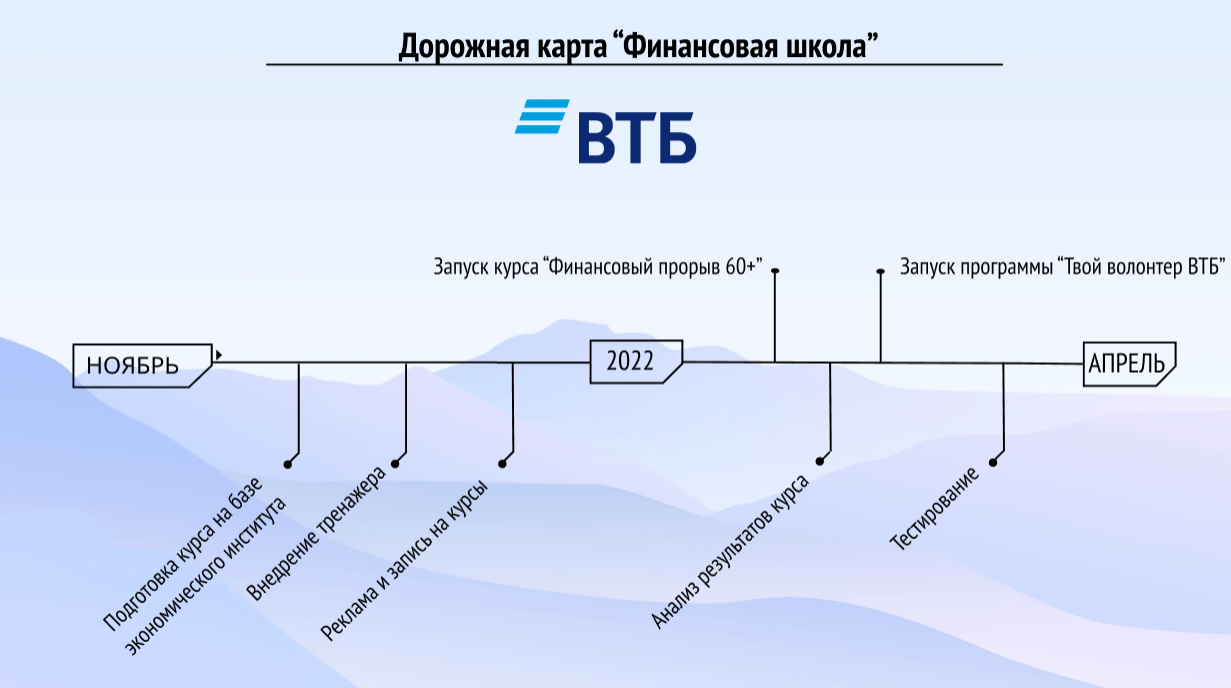 Дорожная карта “Финансовая школа”
ВТБ
Запуск курса “Финансовый прорыв 60+”
Запуск программы “Твой волонтер ВТБ”
НОЯБРЬ
2022
АПРЕЛЬ
Подготовка курса на базе
экономического института
Внедрение тренажера
Реклама и запись на курсы
Анализ результатов курса
Тестирование